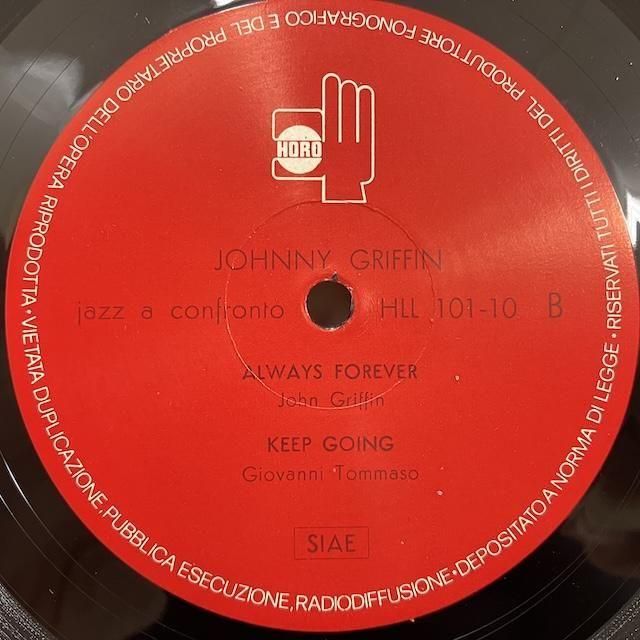 HORO
JOHNNY GRIFFIN
jazz a confronto HLL 101-10 B
ALWAYS FOREVER
John Griffin
KEEP GOING
Giovanni Tommaso
SIAE
RISERVATI TUTTI I DIRITTI DEL PRODUTTORE FONOGRAFICO E DEL PROPRIETARIO DELL'OPERA RIPRODOTTA • VIETATA DUPLICAZIONE, PUBBLICA ESECUZIONE, RADIODIFFUSIONE • DEPOSITATO A NORMA DI LEGGE •